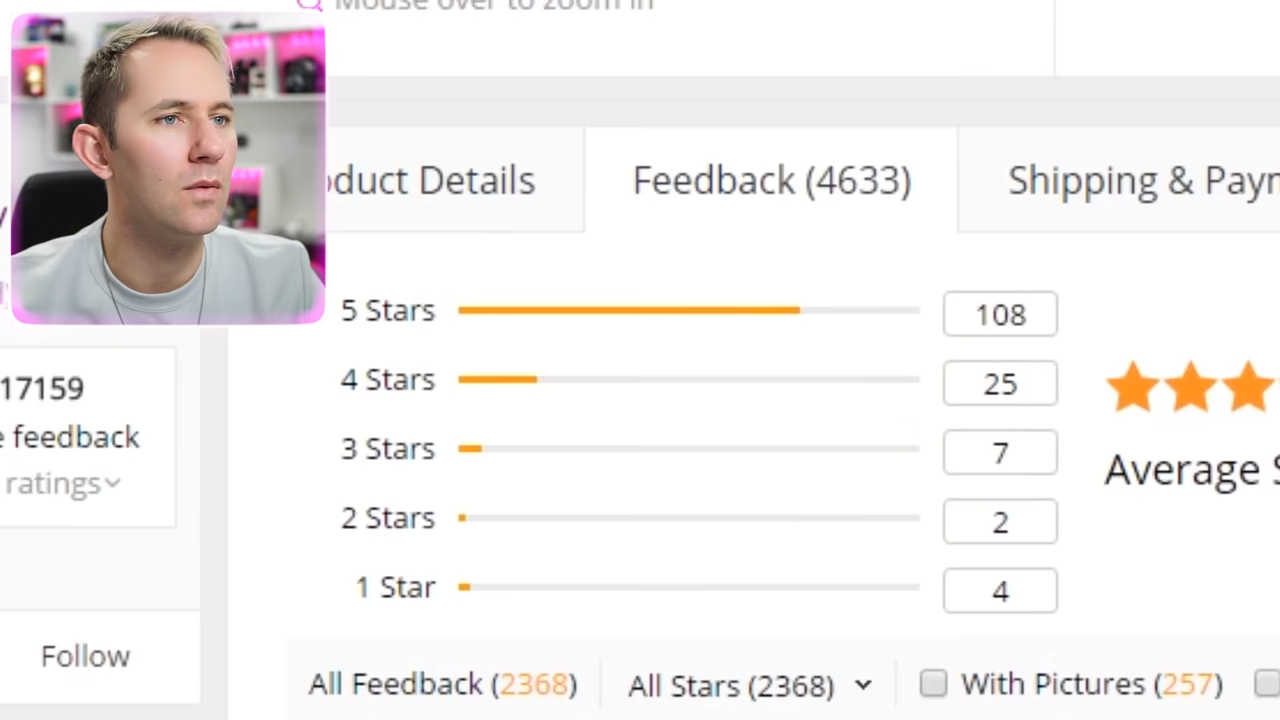 Mouse over to zoom in
duct Details
Feedback (4633)
Shipping & Payr
5 Stars 108
4 Stars 25
3 Stars 7
2 Stars 2
1 Star 4
17159
feedback
ratings
Follow
Average
All Feedback (2368)
All Stars (2368)
With Pictures (257)